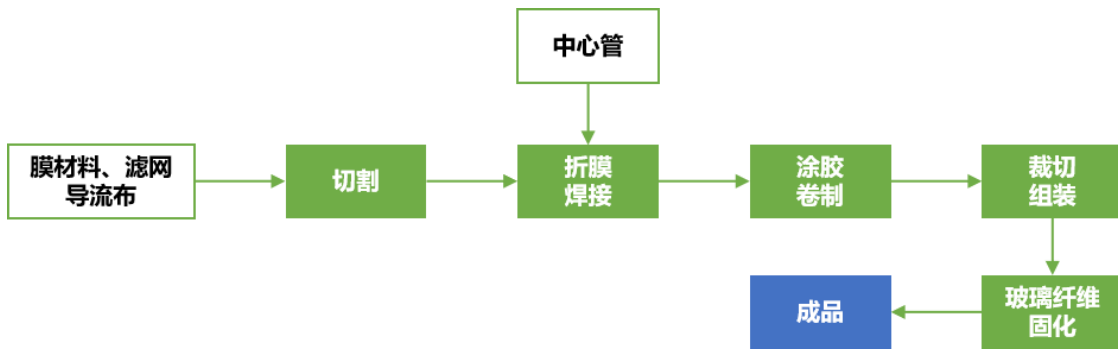 中心管
膜材料、滤网
导流布
切割
折膜
焊接
涂胶
卷制
裁切
组装
成品
玻璃纤维
固化